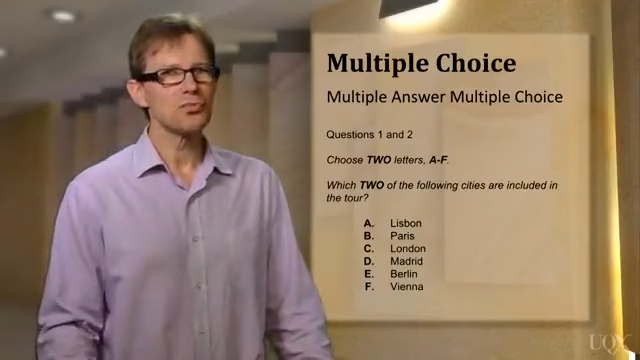 Multiple Choice
Multiple Answer Multiple Choice
Questions 1 and 2
Choose TWO letters, A-F.
Which TWO of the following cities are included in
the tour?
A. Lisbon
B. Paris
C. London
D. Madrid
E. Berlin
F. Vienna
UQX